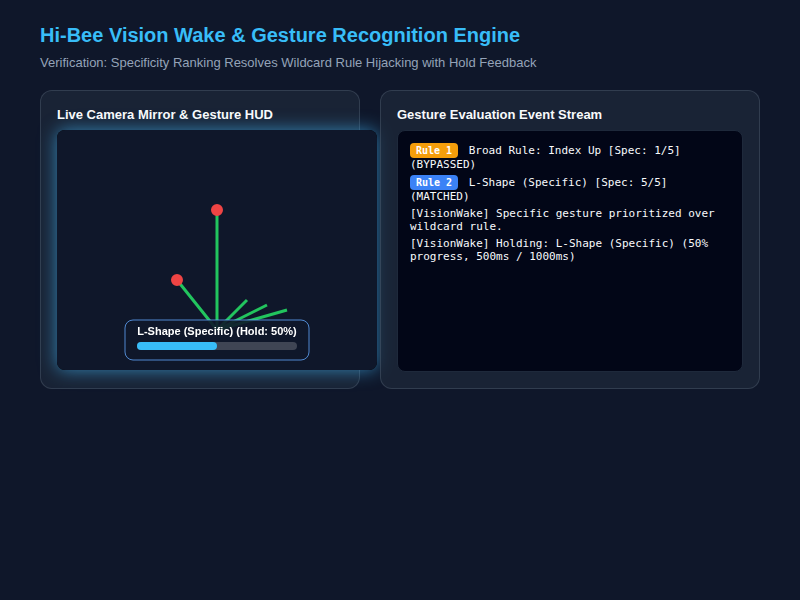 Hi-Bee Vision Wake & Gesture Recognition Engine
Verification: Specificity Ranking Resolves Wildcard Rule Hijacking with Hold Feedback
Live Camera Mirror & Gesture HUD
L-Shape (Specific) (Hold: 50%)
Gesture Evaluation Event Stream
Rule 1 Broad Rule: Index Up [Spec: 1/5]
(BYPASSED)
Rule 2 L-Shape (Specific) [Spec: 5/5]
(MATCHED)
[VisionWake] Specific gesture prioritized over
wildcard rule.
[VisionWake] Holding: L-Shape (Specific) (50%
progress, 500ms / 1000ms)